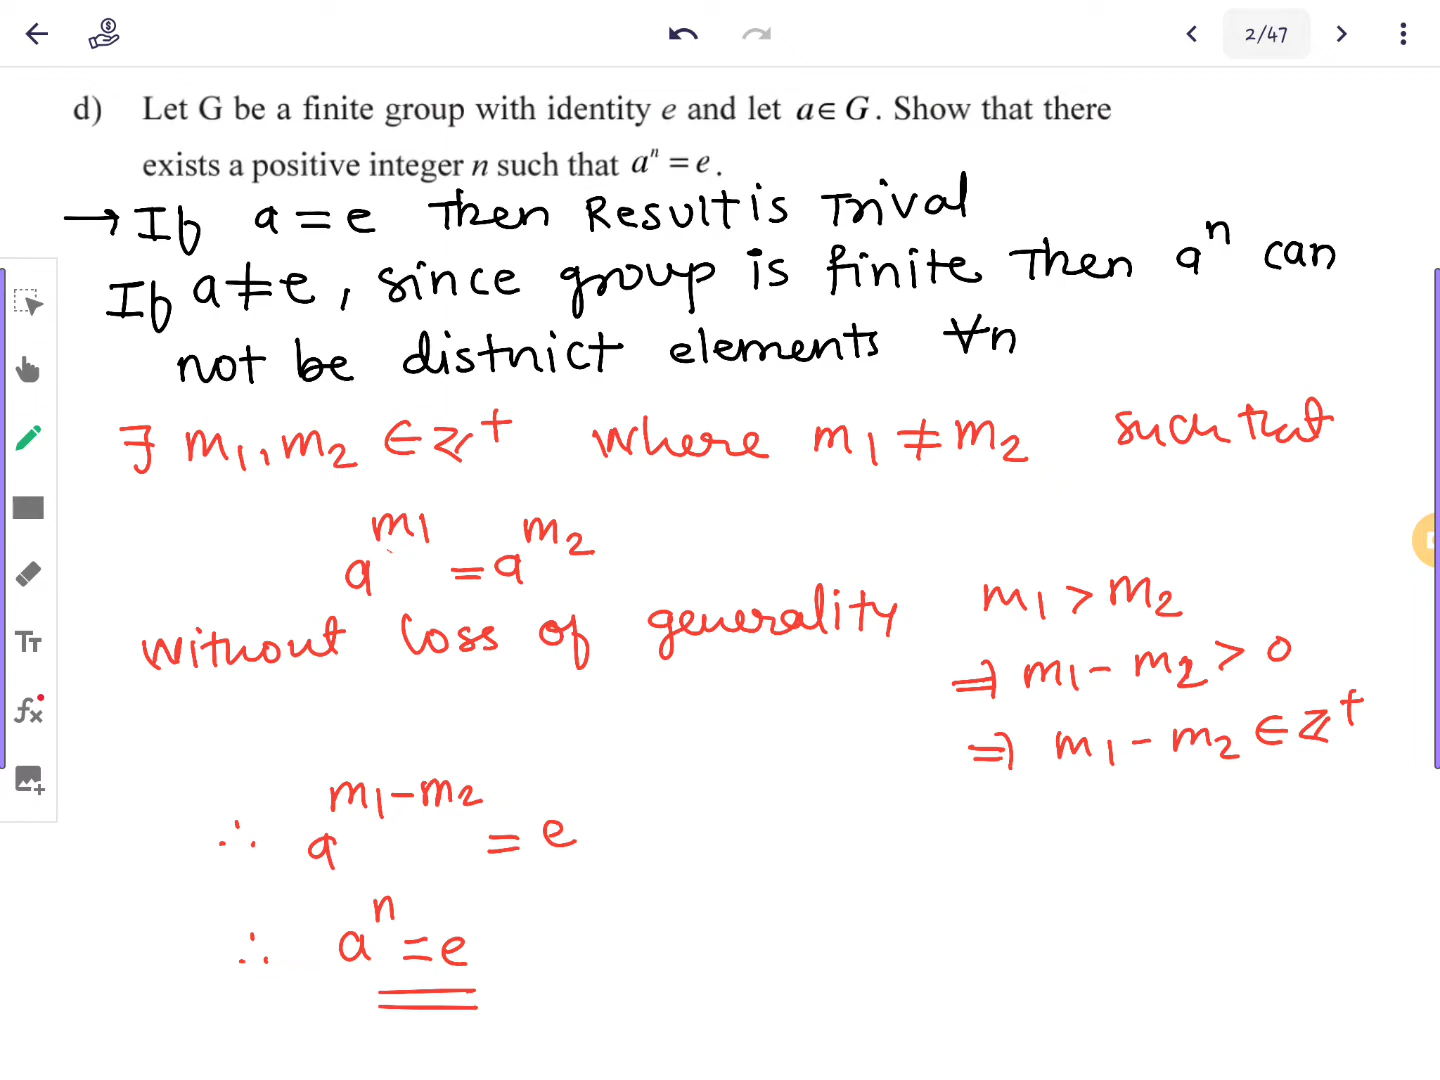 2/47
d) Let G be a finite group with identity e and let a∈ G. Show that there
exists a positive integer n such that aⁿ = e.
→ If a = e Then Result is Trival
If a ≠ e, since group is finite Then aⁿ can
not be distnict elements ∀n
∃ m1, m2 ∈ ℤ⁺ where m1 ≠ m2 such that
a^m1 = a^m2
without loss of generality m1 > m2
⇒ m1 - m2 > 0
⇒ m1 - m2 ∈ ℤ⁺
∴ a^m1-m2 = e
∴ aⁿ = e
Tт
fx